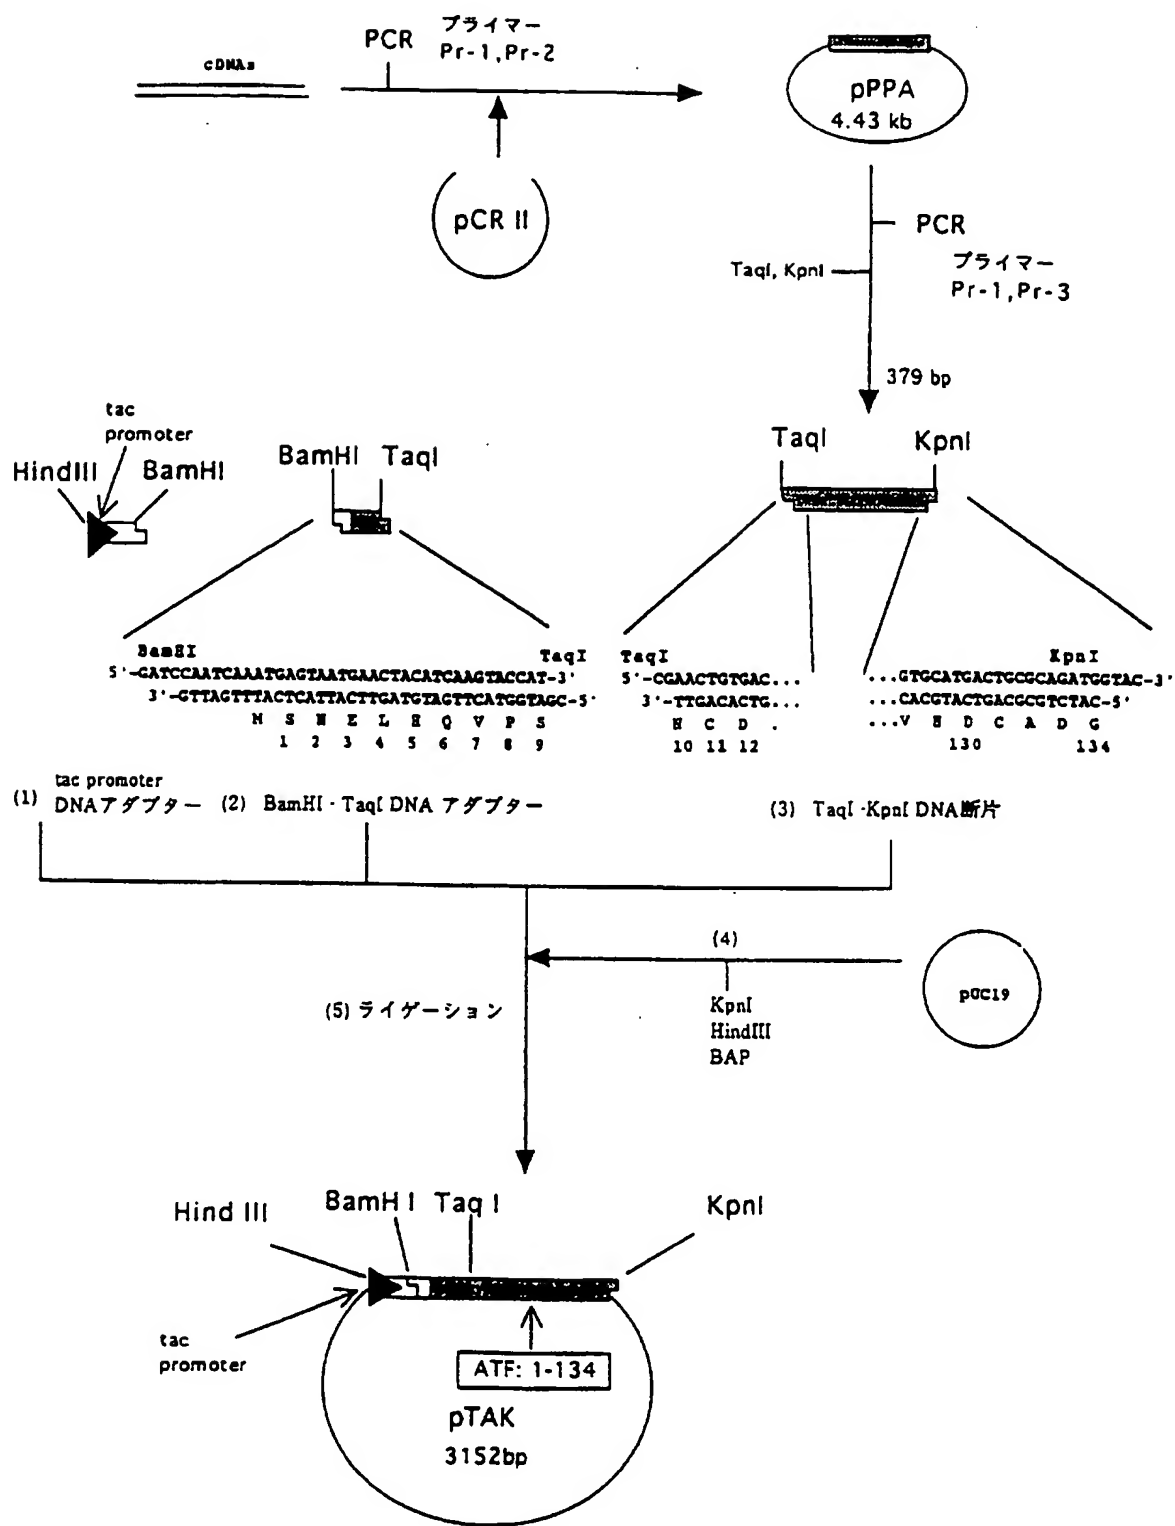 cDNAs
PCR
プライマー
Pr-1,Pr-2
pCR II
pPPA
4.43 kb
PCR
TaqI, KpnI
プライマー
Pr-1,Pr-3
379 bp
tac
promoter
HindIII
BamHI
BamHI
TaqI
TaqI
KpnI
BamHI
TaqI
5'-GATCCAATCAAATGAGTAATGAACTACATCAAGTACCAT-3'
3'-GTTAGTTTACTCATTACTTGATGTAGTTCATGGTAGC-5'
M S N E L H Q V P S
1 2 3 4 5 6 7 8 9
TaqI
KpnI
5'-CGAACTGTGAC...
3'-TTGACACTG...
H C D .
10 11 12
...GTGCATGACTGCGCAGATGGTAC-3'
...CACGTACTGACGCGTCTAC-5'
...V H D C A D G
130 134
(1) tac promoter
DNAアダプター
(2) BamHI - TaqI DNA アダプター
(3) TaqI -KpnI DNA断片
(4)
KpnI
HindIII
BAP
pUC19
(5) ライゲーション
Hind III
BamH I
Taq I
KpnI
tac
promoter
ATF: 1-134
pTAK
3152bp